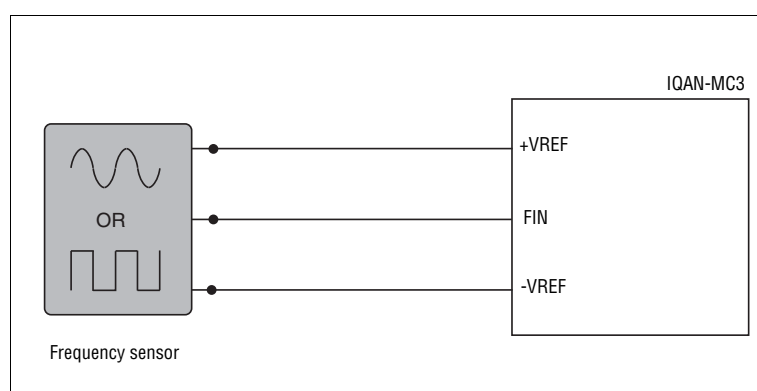 IQAN-MC3
+VREF
OR
FIN
-VREF
Frequency sensor